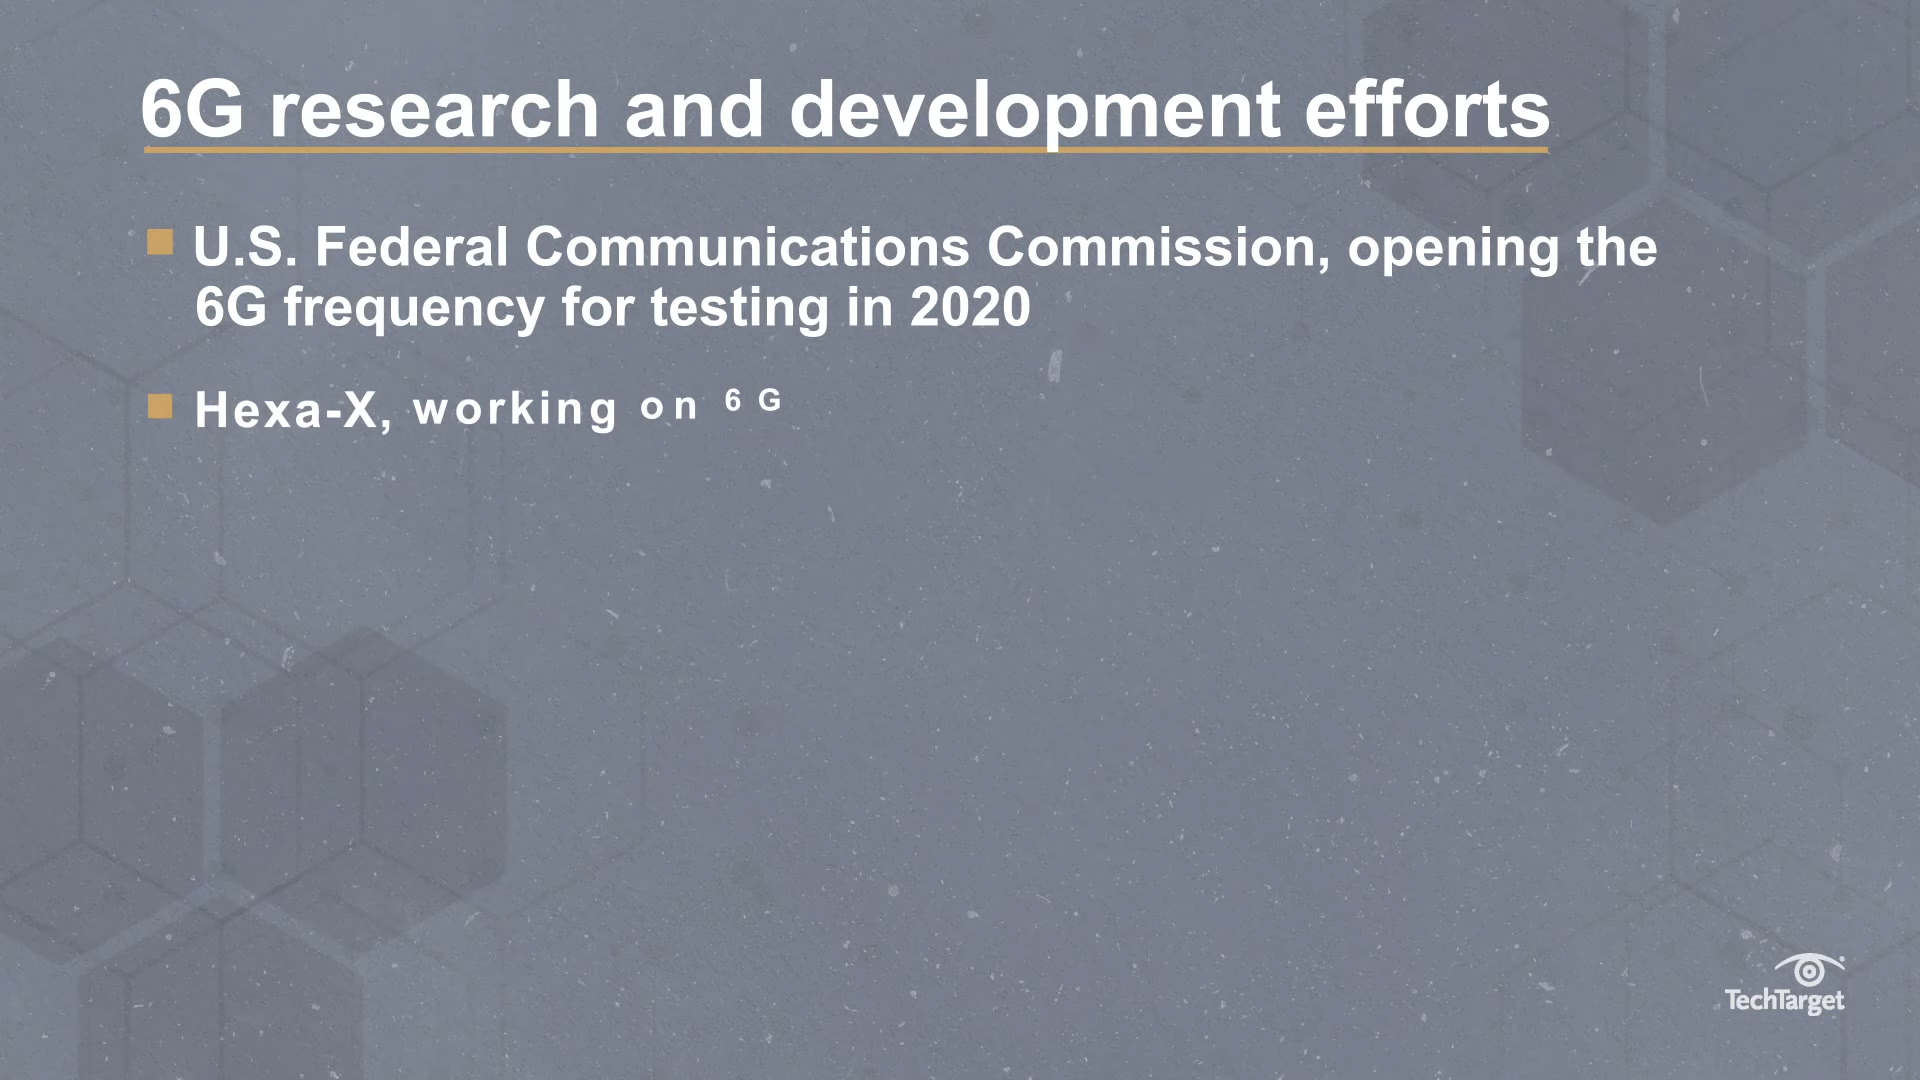 6G research and development efforts
U.S. Federal Communications Commission, opening the
6G frequency for testing in 2020
Hexa-X, working on 6G
TechTarget